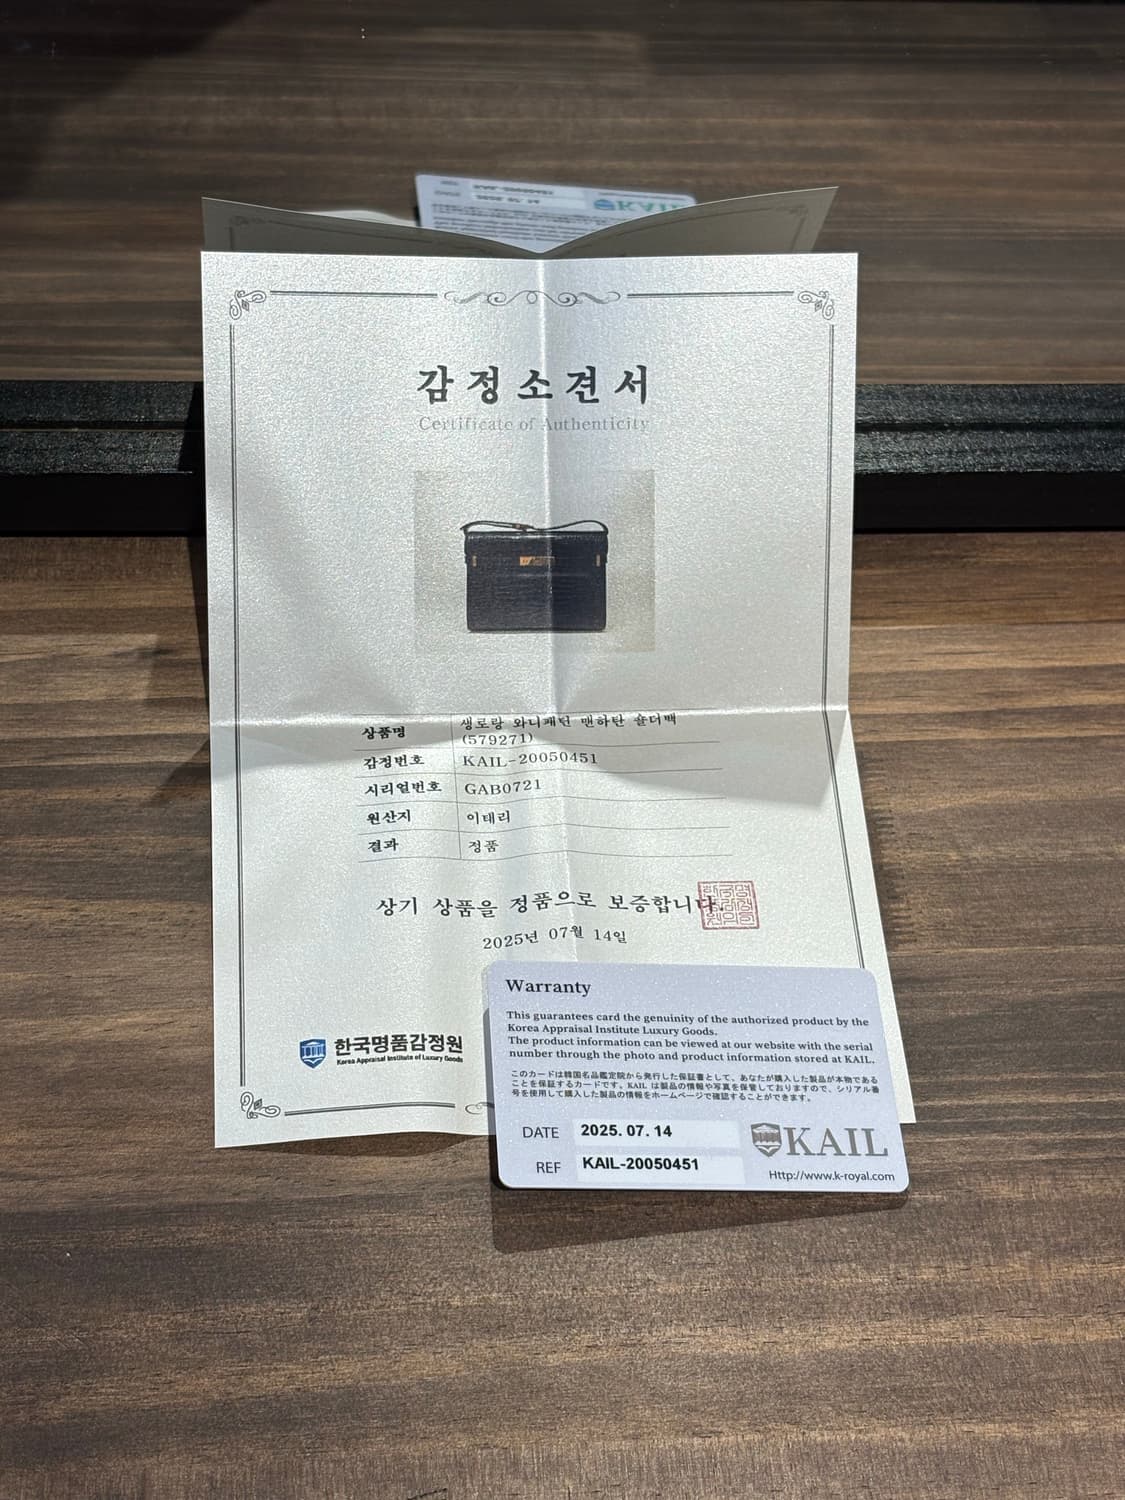 KAIL
감정소견서
Certificate of Authenticity
상품명
생로랑 와니패턴 맨하탄 숄더백
(579271)
감정번호
KAIL-20050451
시리얼번호
GAB0721
원산지
이태리
결과
정품
상기 상품을 정품으로 보증합니다.
2025년 07월 14일
한국명품감정원
Korea Appraisal Institute of Luxury Goods
Warranty
This guarantees card the genuinity of the authorized product by the
Korea Appraisal Institute Luxury Goods.
The product information can be viewed at our website with the serial
number through the photo and product information stored at KAIL.
このカードは韓国名品鑑定院から発行した保証書として、あなたが購入した製品が本物である
ことを保証するカードです。KAIL は製品の情報や写真を保管しておりますので、シリアル番
号を使用して購入した製品の情報をホームページで確認することができます。
DATE 2025. 07. 14
REF KAIL-20050451
KAIL
Http://www.k-royal.com